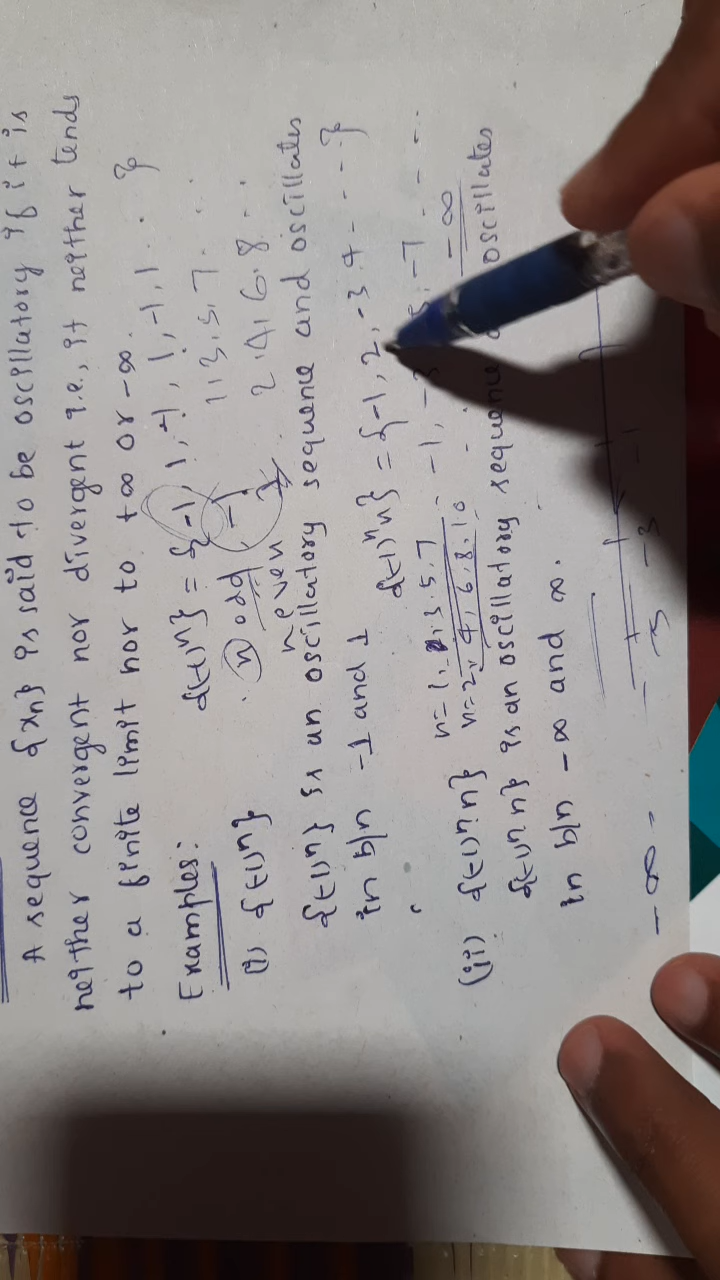 A sequence {xn} is said to be oscillatory if it is
neither convergent nor divergent i.e., it neither tends
to a finite limit nor to +∞ or -∞.
Examples: {(-1)ⁿ} = {-1, 1, -1, 1, -1, 1 . . }
(i) {(-1)ⁿ} n odd -1 1, 3, 5, 7 . .
n even 1 2, 4, 6, 8 . .
{(-1)ⁿ} is an oscillatory sequence and oscillates
in b/n -1 and 1 {(-1)ⁿ n} = {-1, 2, -3 4 - - - }
n = 1, 3, 5, 7 -1, -3 5, -7 - - .
(ii) {(-1)ⁿ n} n = 2, 4, 6, 8, 10 . . -∞
{(-1)ⁿ n} is an oscillatory sequence oscillates
in b/n -∞ and ∞.
-∞ - -5 -3 -1